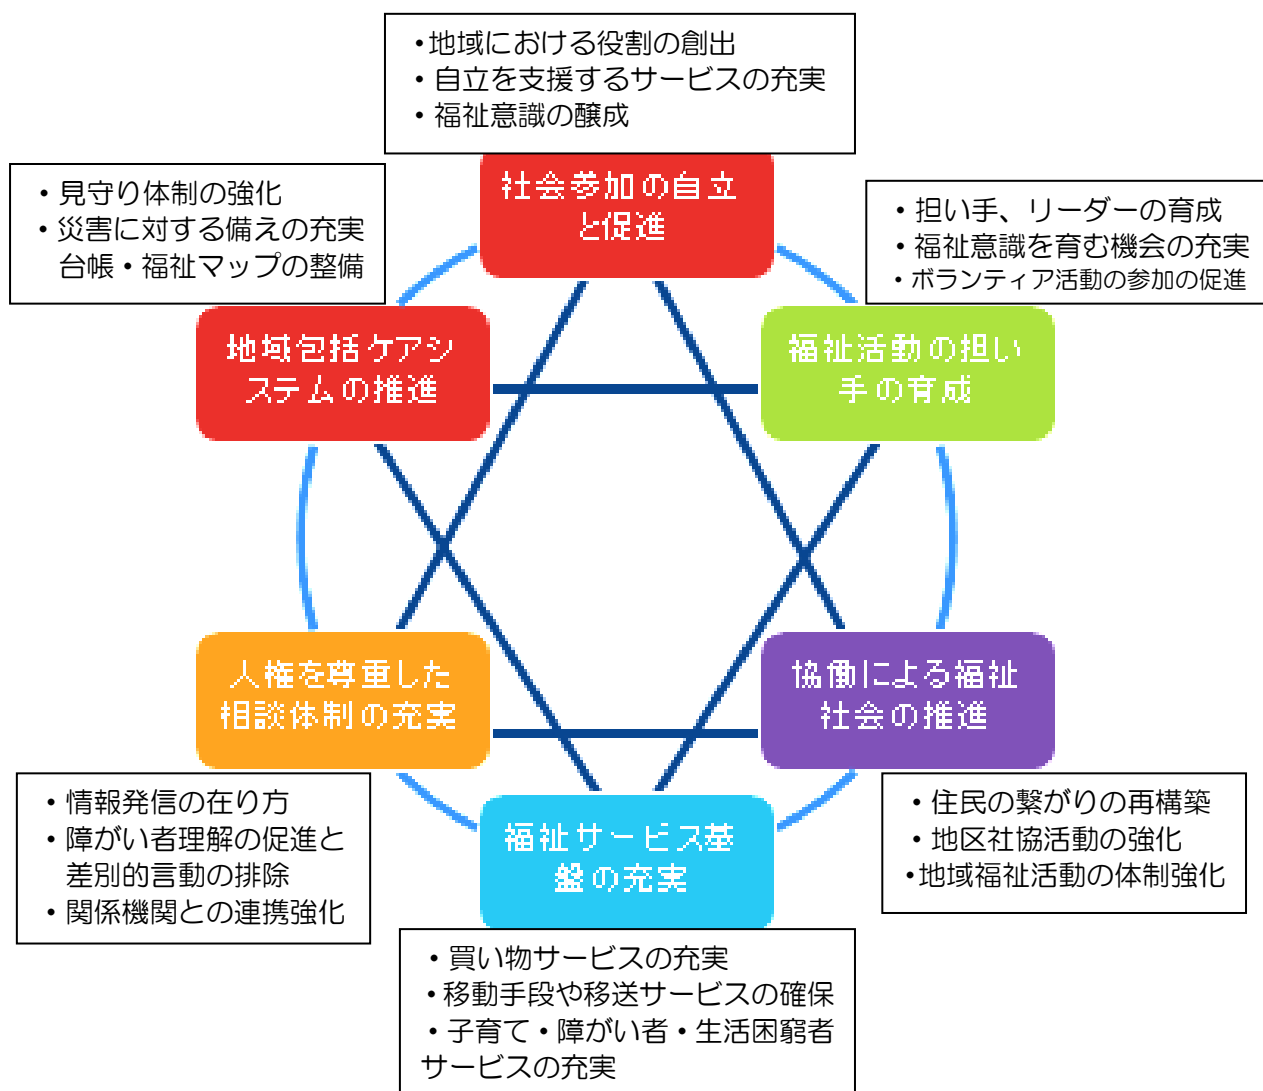 ・地域における役割の創出
・自立を支援するサービスの充実
・福祉意識の醸成
社会参加の自立
と促進
・見守り体制の強化
・災害に対する備えの充実
台帳・福祉マップの整備
・担い手、リーダーの育成
・福祉意識を育む機会の充実
・ボランティア活動の参加の促進
地域包括ケアシ
ステムの推進
福祉活動の担い
手の育成
人権を尊重した
相談体制の充実
協働による福祉
社会の推進
・情報発信の在り方
・障がい者理解の促進と
差別的言動の排除
・関係機関との連携強化
福祉サービス基
盤の充実
・住民の繋がりの再構築
・地区社協活動の強化
・地域福祉活動の体制強化
・買い物サービスの充実
・移動手段や移送サービスの確保
・子育て・障がい者・生活困窮者
サービスの充実